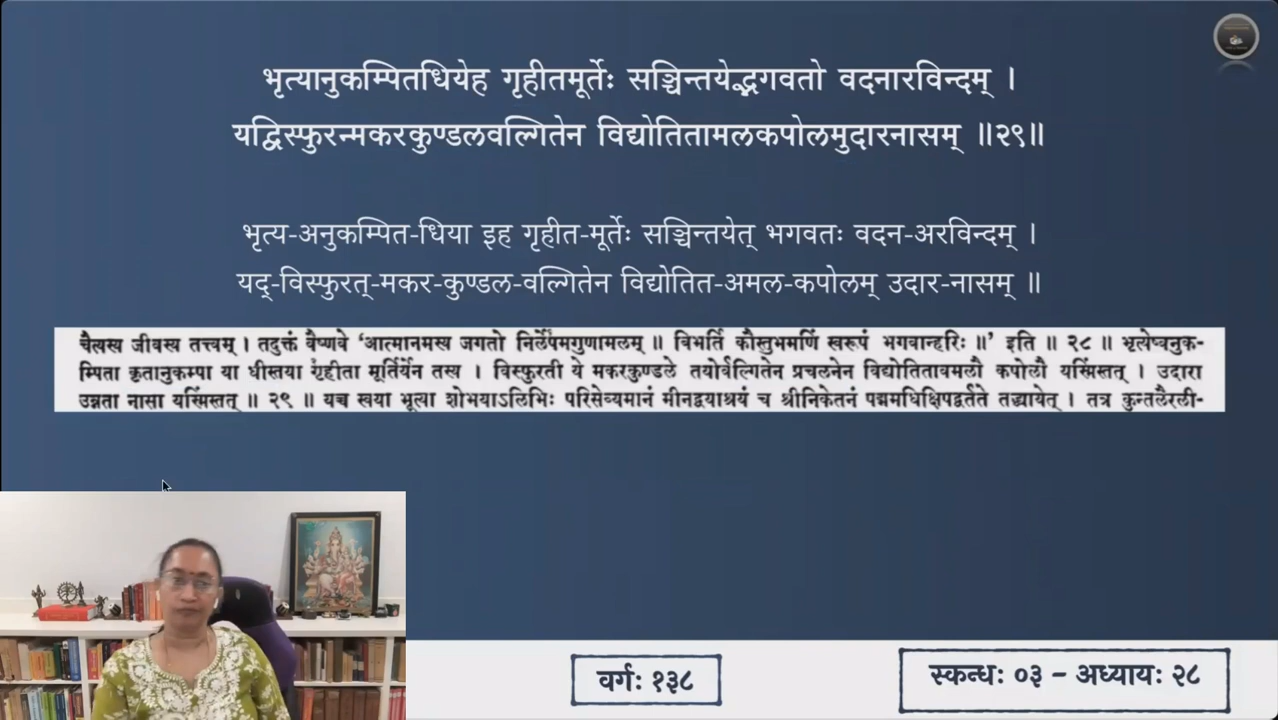 भृत्यानुकम्पितधियेह गृहीतमूर्तेः सञ्चिन्तयेद्भगवतो वदनारविन्दम् ।
यद्विस्फुरन्मकरकुण्डलवल्गितेन विद्योतितामलकपोलमुदारनासम् ॥२९॥
भृत्य-अनुकम्पित-धिया इह गृहीत-मूर्तेः सञ्चिन्तयेत् भगवतः वदन-अरविन्दम् ।
यद्-विस्फुरत्-मकर-कुण्डल-वल्गितेन विद्योतित-अमल-कपोलम् उदार-नासम् ॥
चैत्यस्य जीवस्य तत्त्वम् । तदुक्तं वैष्णवे ‘आत्मानमस्य जगतो निर्लेपमगुणामलम् ॥ बिभर्ति कौस्तुभमणिं स्वरूपं भगवान्हरिः ॥’ इति ॥ २८ ॥ भृत्येष्वनुक-
म्पिता कृतानुकम्पा या धीस्तया गृहीता मूर्तिर्येन तस्य । विस्फुरती ये मकरकुण्डले तयोर्वल्गितेन प्रचलनेन विद्योतितावमलौ कपोलौ यस्मिंस्तत् । उदारा
उन्नता नासा यस्मिंस्तत् ॥ २९ ॥ यच्च स्वया भूत्या शोभयाऽलिभिः परिसेव्यमानं मीनद्वयाश्रयं च श्रीनिकेतनं पद्ममधिक्षिपद्वर्तते तद्ध्यायेत् । तत्र कुन्तलैरली-
वर्गः १३८
स्कन्धः ०३ - अध्यायः २८